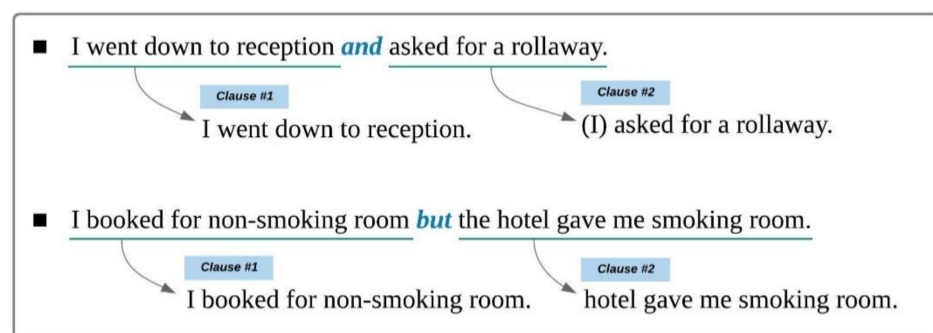 I went down to reception and asked for a rollaway.
Clause #1
Clause #2
I went down to reception.
(I) asked for a rollaway.
I booked for non-smoking room but the hotel gave me smoking room.
Clause #1
Clause #2
I booked for non-smoking room.
hotel gave me smoking room.